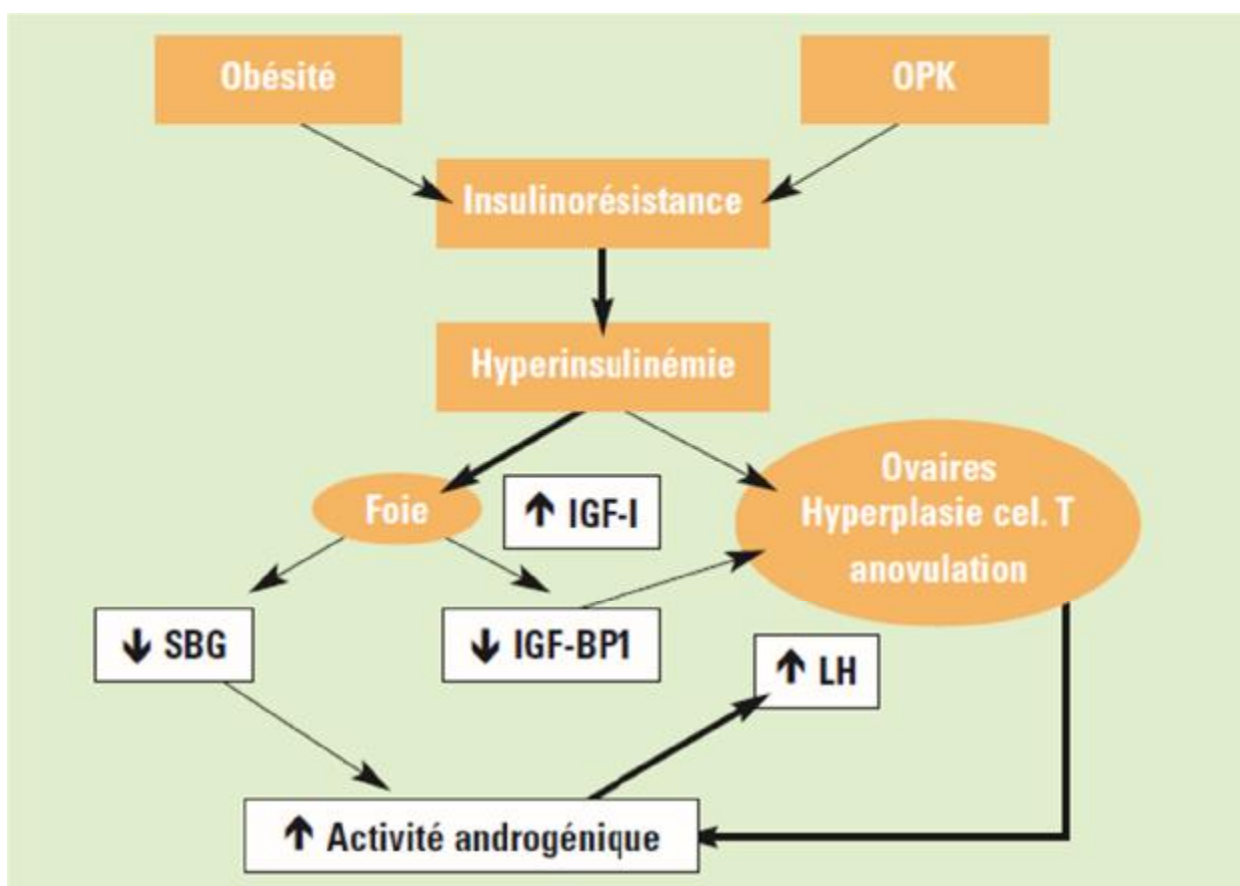 Obésité
OPK
Insulinorésistance
Hyperinsulinémie
Foie
↑ IGF-I
Ovaires
Hyperplasie cel. T
anovulation
↓ SBG
↓ IGF-BP1
↑ LH
↑ Activité androgénique